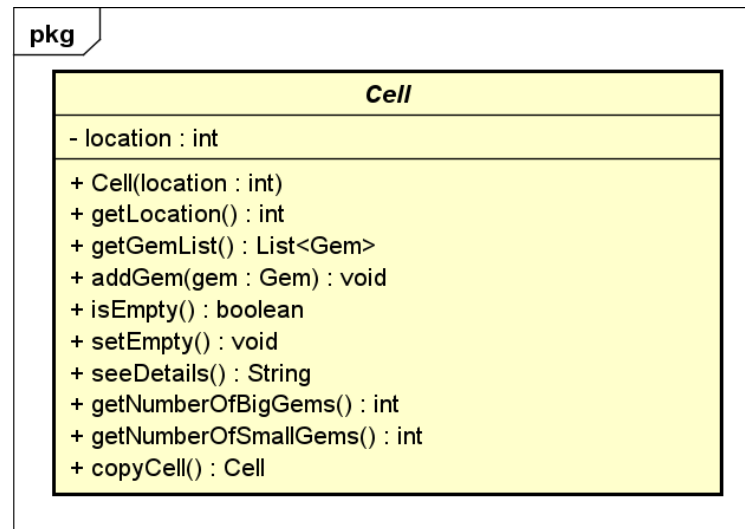 pkg
Cell
- location : int
+ Cell(location : int)
+ getLocation() : int
+ getGemList() : List<Gem>
+ addGem(gem : Gem) : void
+ isEmpty() : boolean
+ setEmpty() : void
+ seeDetails() : String
+ getNumberOfBigGems() : int
+ getNumberOfSmallGems() : int
+ copyCell() : Cell